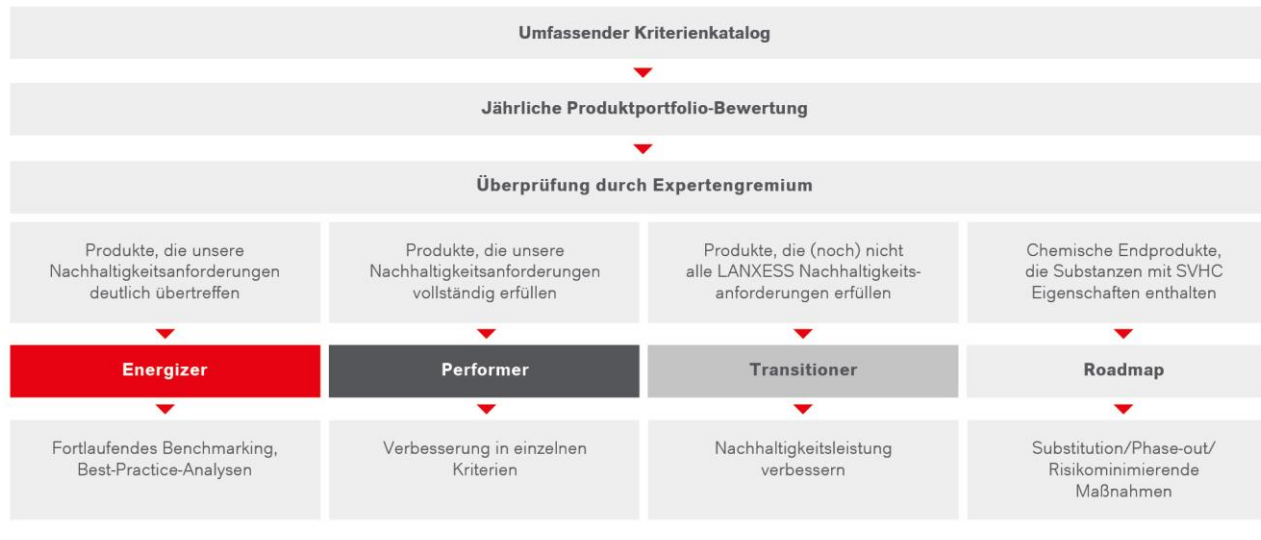 Umfassender Kriterienkatalog
Jährliche Produktportfolio-Bewertung
Überprüfung durch Expertengremium
Produkte, die unsere
Nachhaltigkeitsanforderungen
deutlich übertreffen
Produkte, die unsere
Nachhaltigkeitsanforderungen
vollständig erfüllen
Produkte, die (noch) nicht
alle LANXESS Nachhaltigkeits-
anforderungen erfüllen
Chemische Endprodukte,
die Substanzen mit SVHC
Eigenschaften enthalten
Energizer
Performer
Transitioner
Roadmap
Fortlaufendes Benchmarking,
Best-Practice-Analysen
Verbesserung in einzelnen
Kriterien
Nachhaltigkeitsleistung
verbessern
Substitution/Phase-out/
Risikominimierende
Maßnahmen